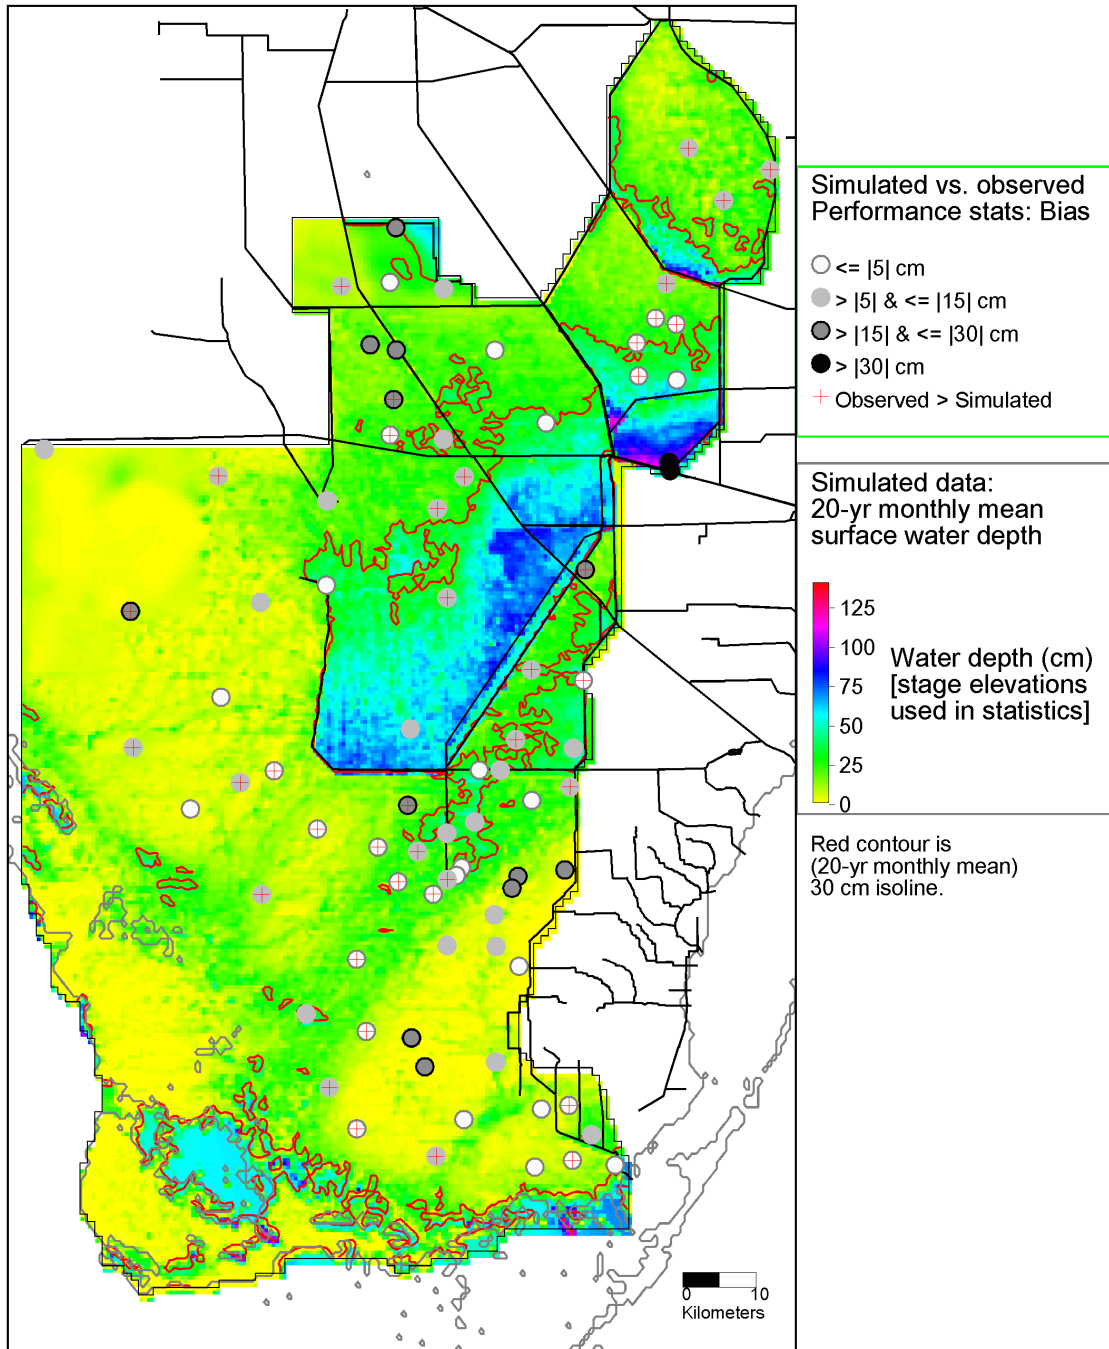 Simulated vs. observed
Performance stats: Bias
<= |5| cm
> |5| & <= |15| cm
> |15| & <= |30| cm
> |30| cm
Observed > Simulated
Simulated data:
20-yr monthly mean
surface water depth
125
100
75
50
25
0
Water depth (cm)
[stage elevations
used in statistics]
Red contour is
(20-yr monthly mean)
30 cm isoline.
0 10
Kilometers